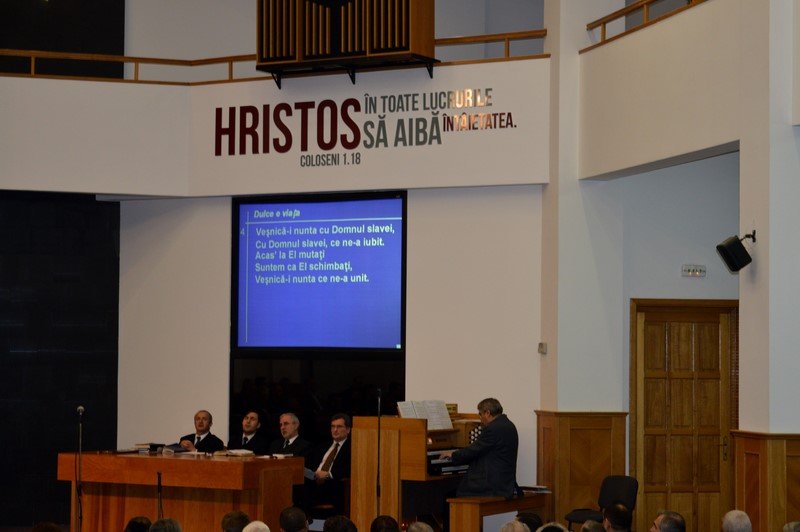 HRISTOS ÎN TOATE LUCRURILE
SĂ AIBĂ ÎNTÂIETATEA.
COLOSENI 1.18
Dulce e viaţa
4. Veşnică-i nunta cu Domnul slavei,
Cu Domnul slavei, ce ne-a iubit.
Acas' la El mutaţi
Suntem ca El schimbaţi,
Veşnică-i nunta ce ne-a unit.